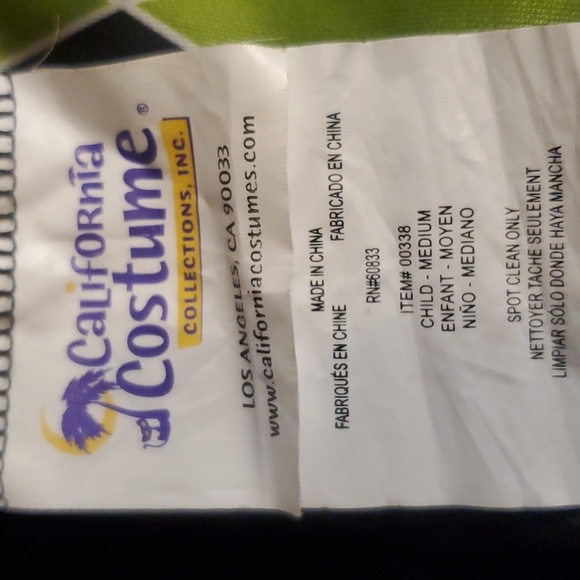 California
Costume®
COLLECTIONS, INC.
LOS ANGELES, CA 90033
www.californiacostumes.com
MADE IN CHINA
FABRIQUÉS EN CHINE FABRICADO EN CHINA
RN#60833
ITEM# 00338
CHILD - MEDIUM
ENFANT - MOYEN
NIÑO - MEDIANO
SPOT CLEAN ONLY
NETTOYER TACHE SEULEMENT
LIMPIAR SÓLO DONDE HAYA MANCHA